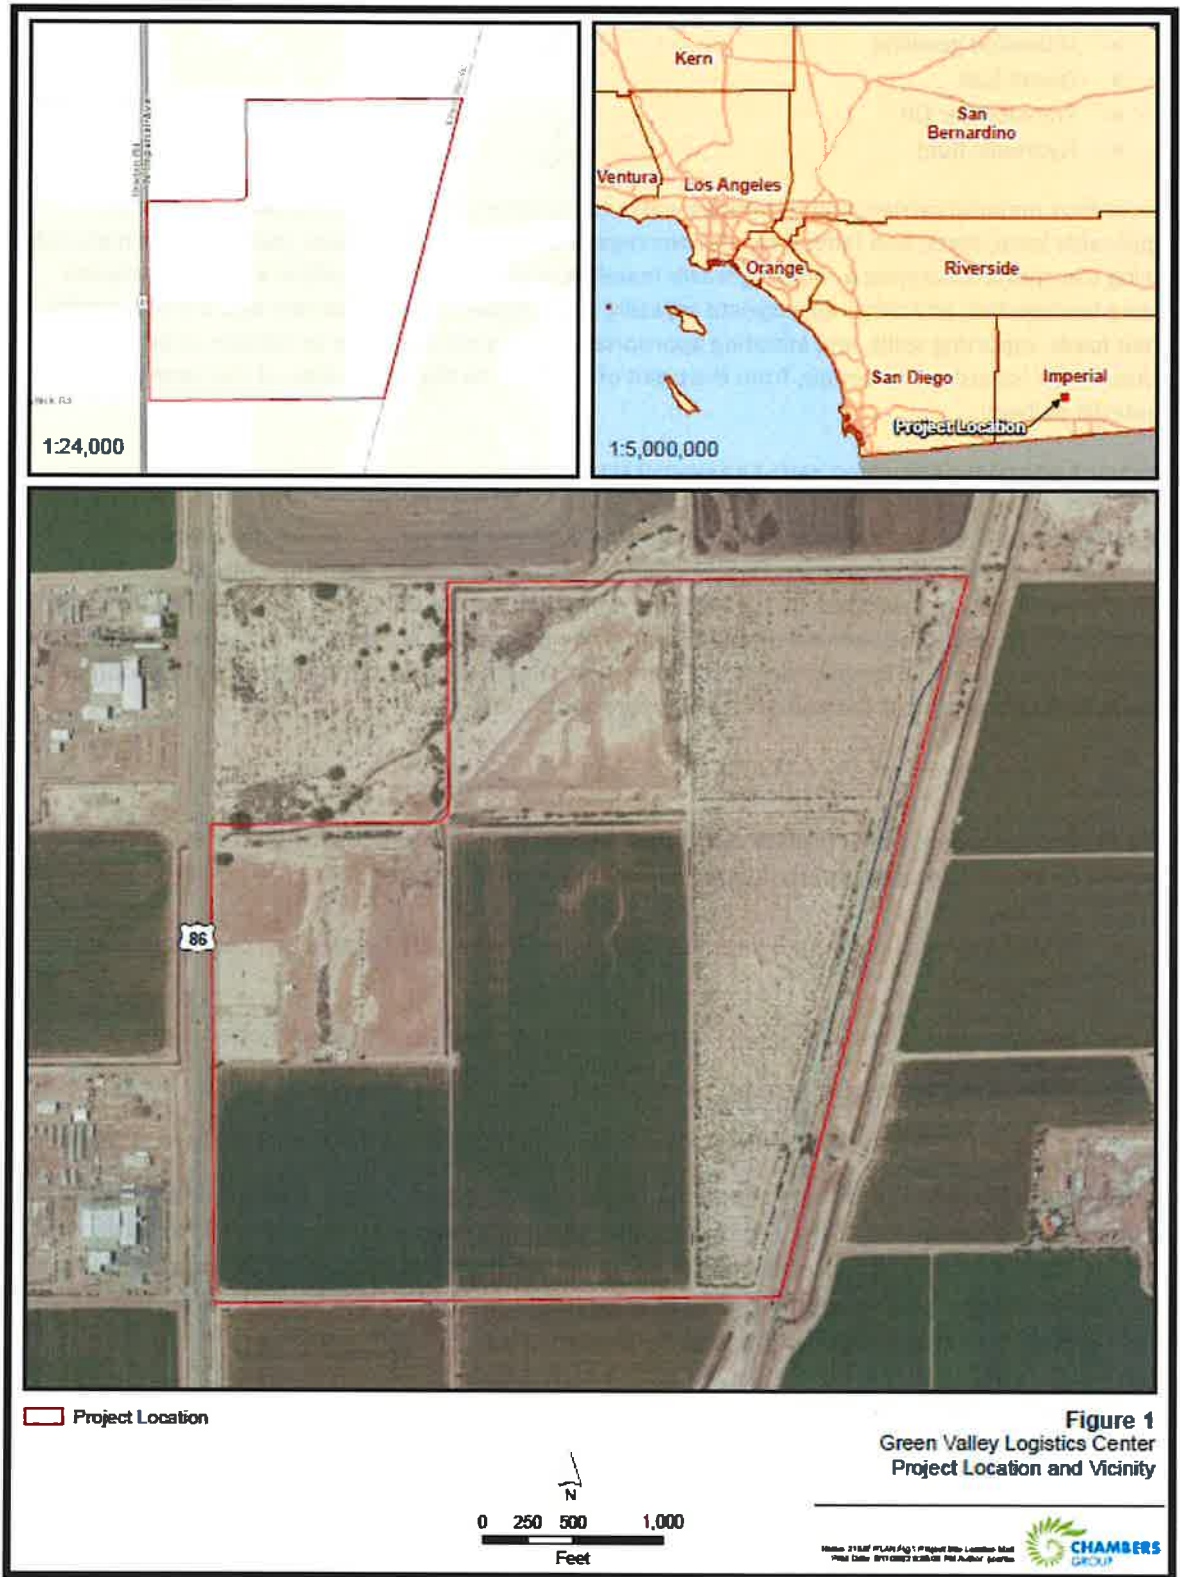 N Imperial Ave
1:24,000
Kern
San
Bernardino
Ventura
Los Angeles
Orange
Riverside
San Diego
Imperial
Project Location
1:5,000,000
86
Project Location
Figure 1
Green Valley Logistics Center
Project Location and Vicinity
N
0 250 500 1,000
Feet
CHAMBERS
GROUP